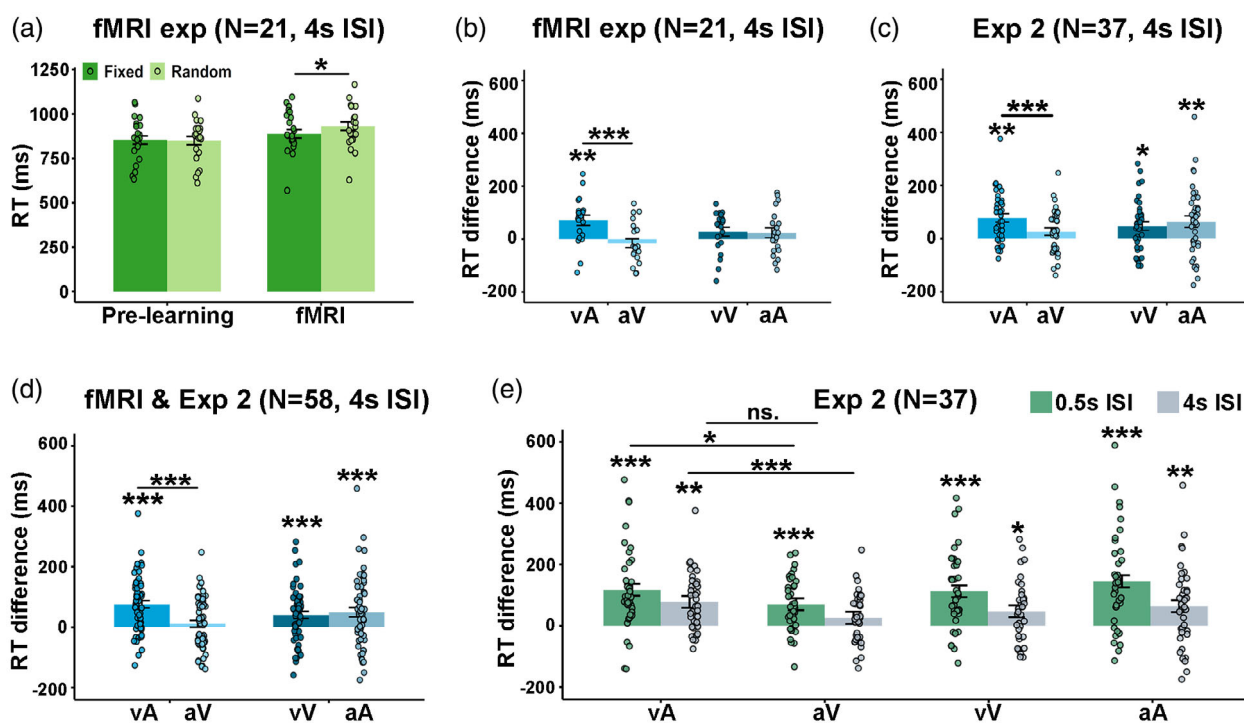 (a) fMRI exp (N=21, 4s ISI)
Fixed Random
*
RT (ms)
1250
1000
750
500
250
0
Pre-learning fMRI
(b) fMRI exp (N=21, 4s ISI)
RT difference (ms)
600
400
200
0
-200
***
**
vA aV vV aA
(c) Exp 2 (N=37, 4s ISI)
RT difference (ms)
600
400
200
0
-200
***
**
*
**
vA aV vV aA
(d) fMRI & Exp 2 (N=58, 4s ISI)
RT difference (ms)
600
400
200
0
-200
***
***
***
***
vA aV vV aA
(e) Exp 2 (N=37)
0.5s ISI 4s ISI
RT difference (ms)
600
400
200
0
-200
ns.
*
***
***
**
***
***
*
***
**
vA aV vV aA